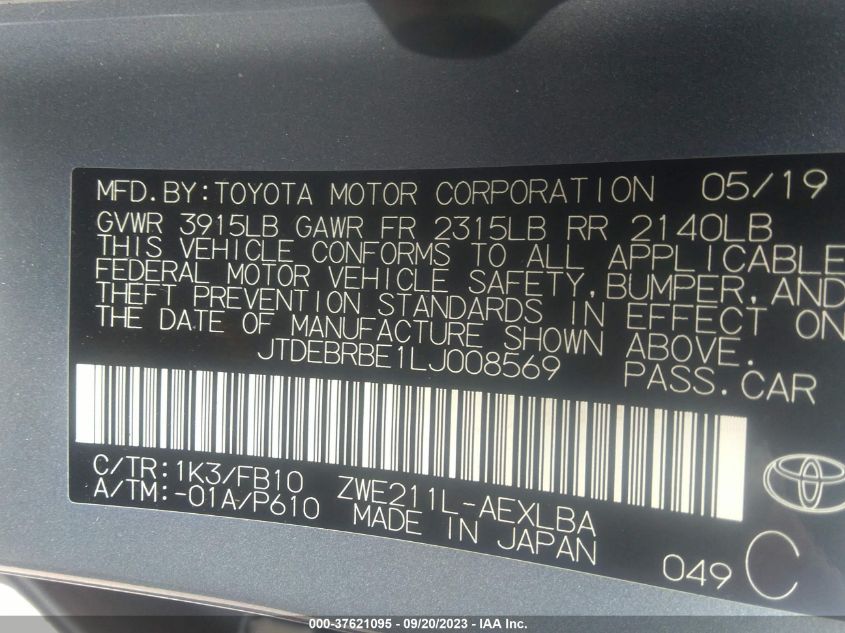 MFD.BY:TOYOTA MOTOR CORPORATION 05/19
GVWR 3915LB GAWR FR 2315LB RR 2140LB
THIS VEHICLE CONFORMS TO ALL APPLICABLE
FEDERAL MOTOR VEHICLE SAFETY,BUMPER,AND
THEFT PREVENTION STANDARDS IN EFFECT ON
THE DATE OF MANUFACTURE SHOWN ABOVE.
JTDEBRBE1LJ008569 PASS.CAR
C/TR:1K3/FB10 ZWE211L-AEXLBA
A/TM:-01A/P610 MADE IN JAPAN
049 C
000-37621095 - 09/20/2023 - IAA Inc.